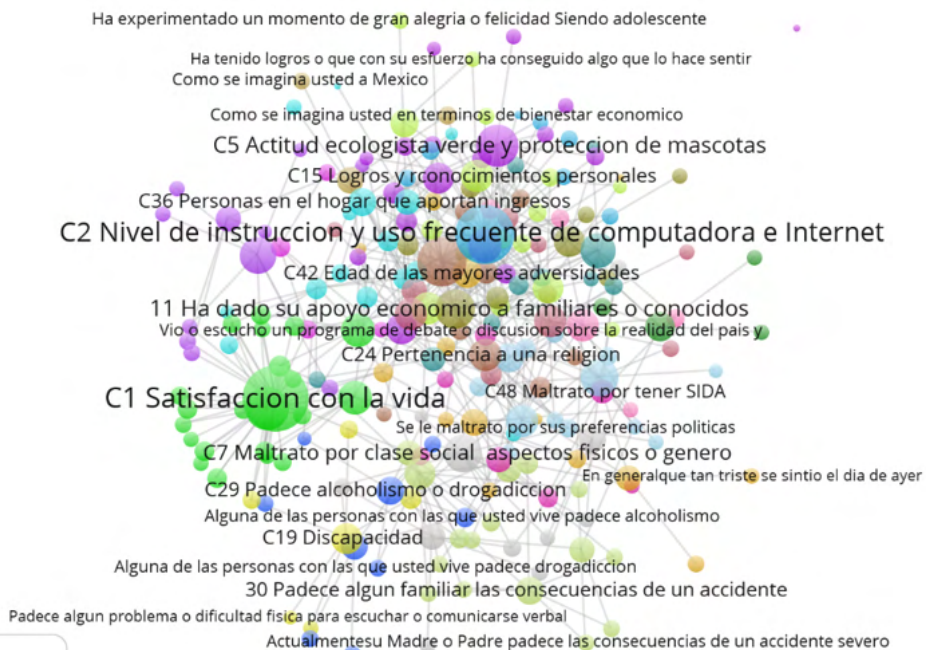 Ha experimentado un momento de gran alegria o felicidad Siendo adolescente
Ha tenido logros o que con su esfuerzo ha conseguido algo que lo hace sentir
Como se imagina usted a Mexico
Como se imagina usted en terminos de bienestar economico
C5 Actitud ecologista verde y proteccion de mascotas
C15 Logros y rconocimientos personales
C36 Personas en el hogar que aportan ingresos
C2 Nivel de instruccion y uso frecuente de computadora e Internet
C42 Edad de las mayores adversidades
11 Ha dado su apoyo economico a familiares o conocidos
Vio o escucho un programa de debate o discusion sobre la realidad del pais y
C24 Pertenencia a una religion
C48 Maltrato por tener SIDA
C1 Satisfaccion con la vida
Se le maltrato por sus preferencias politicas
C7 Maltrato por clase social aspectos fisicos o genero
En generalque tan triste se sintio el dia de ayer
C29 Padece alcoholismo o drogadiccion
Alguna de las personas con las que usted vive padece alcoholismo
C19 Discapacidad
Alguna de las personas con las que usted vive padece drogadiccion
30 Padece algun familiar las consecuencias de un accidente
Padece algun problema o dificultad fisica para escuchar o comunicarse verbal
Actualmentesu Madre o Padre padece las consecuencias de un accidente severo